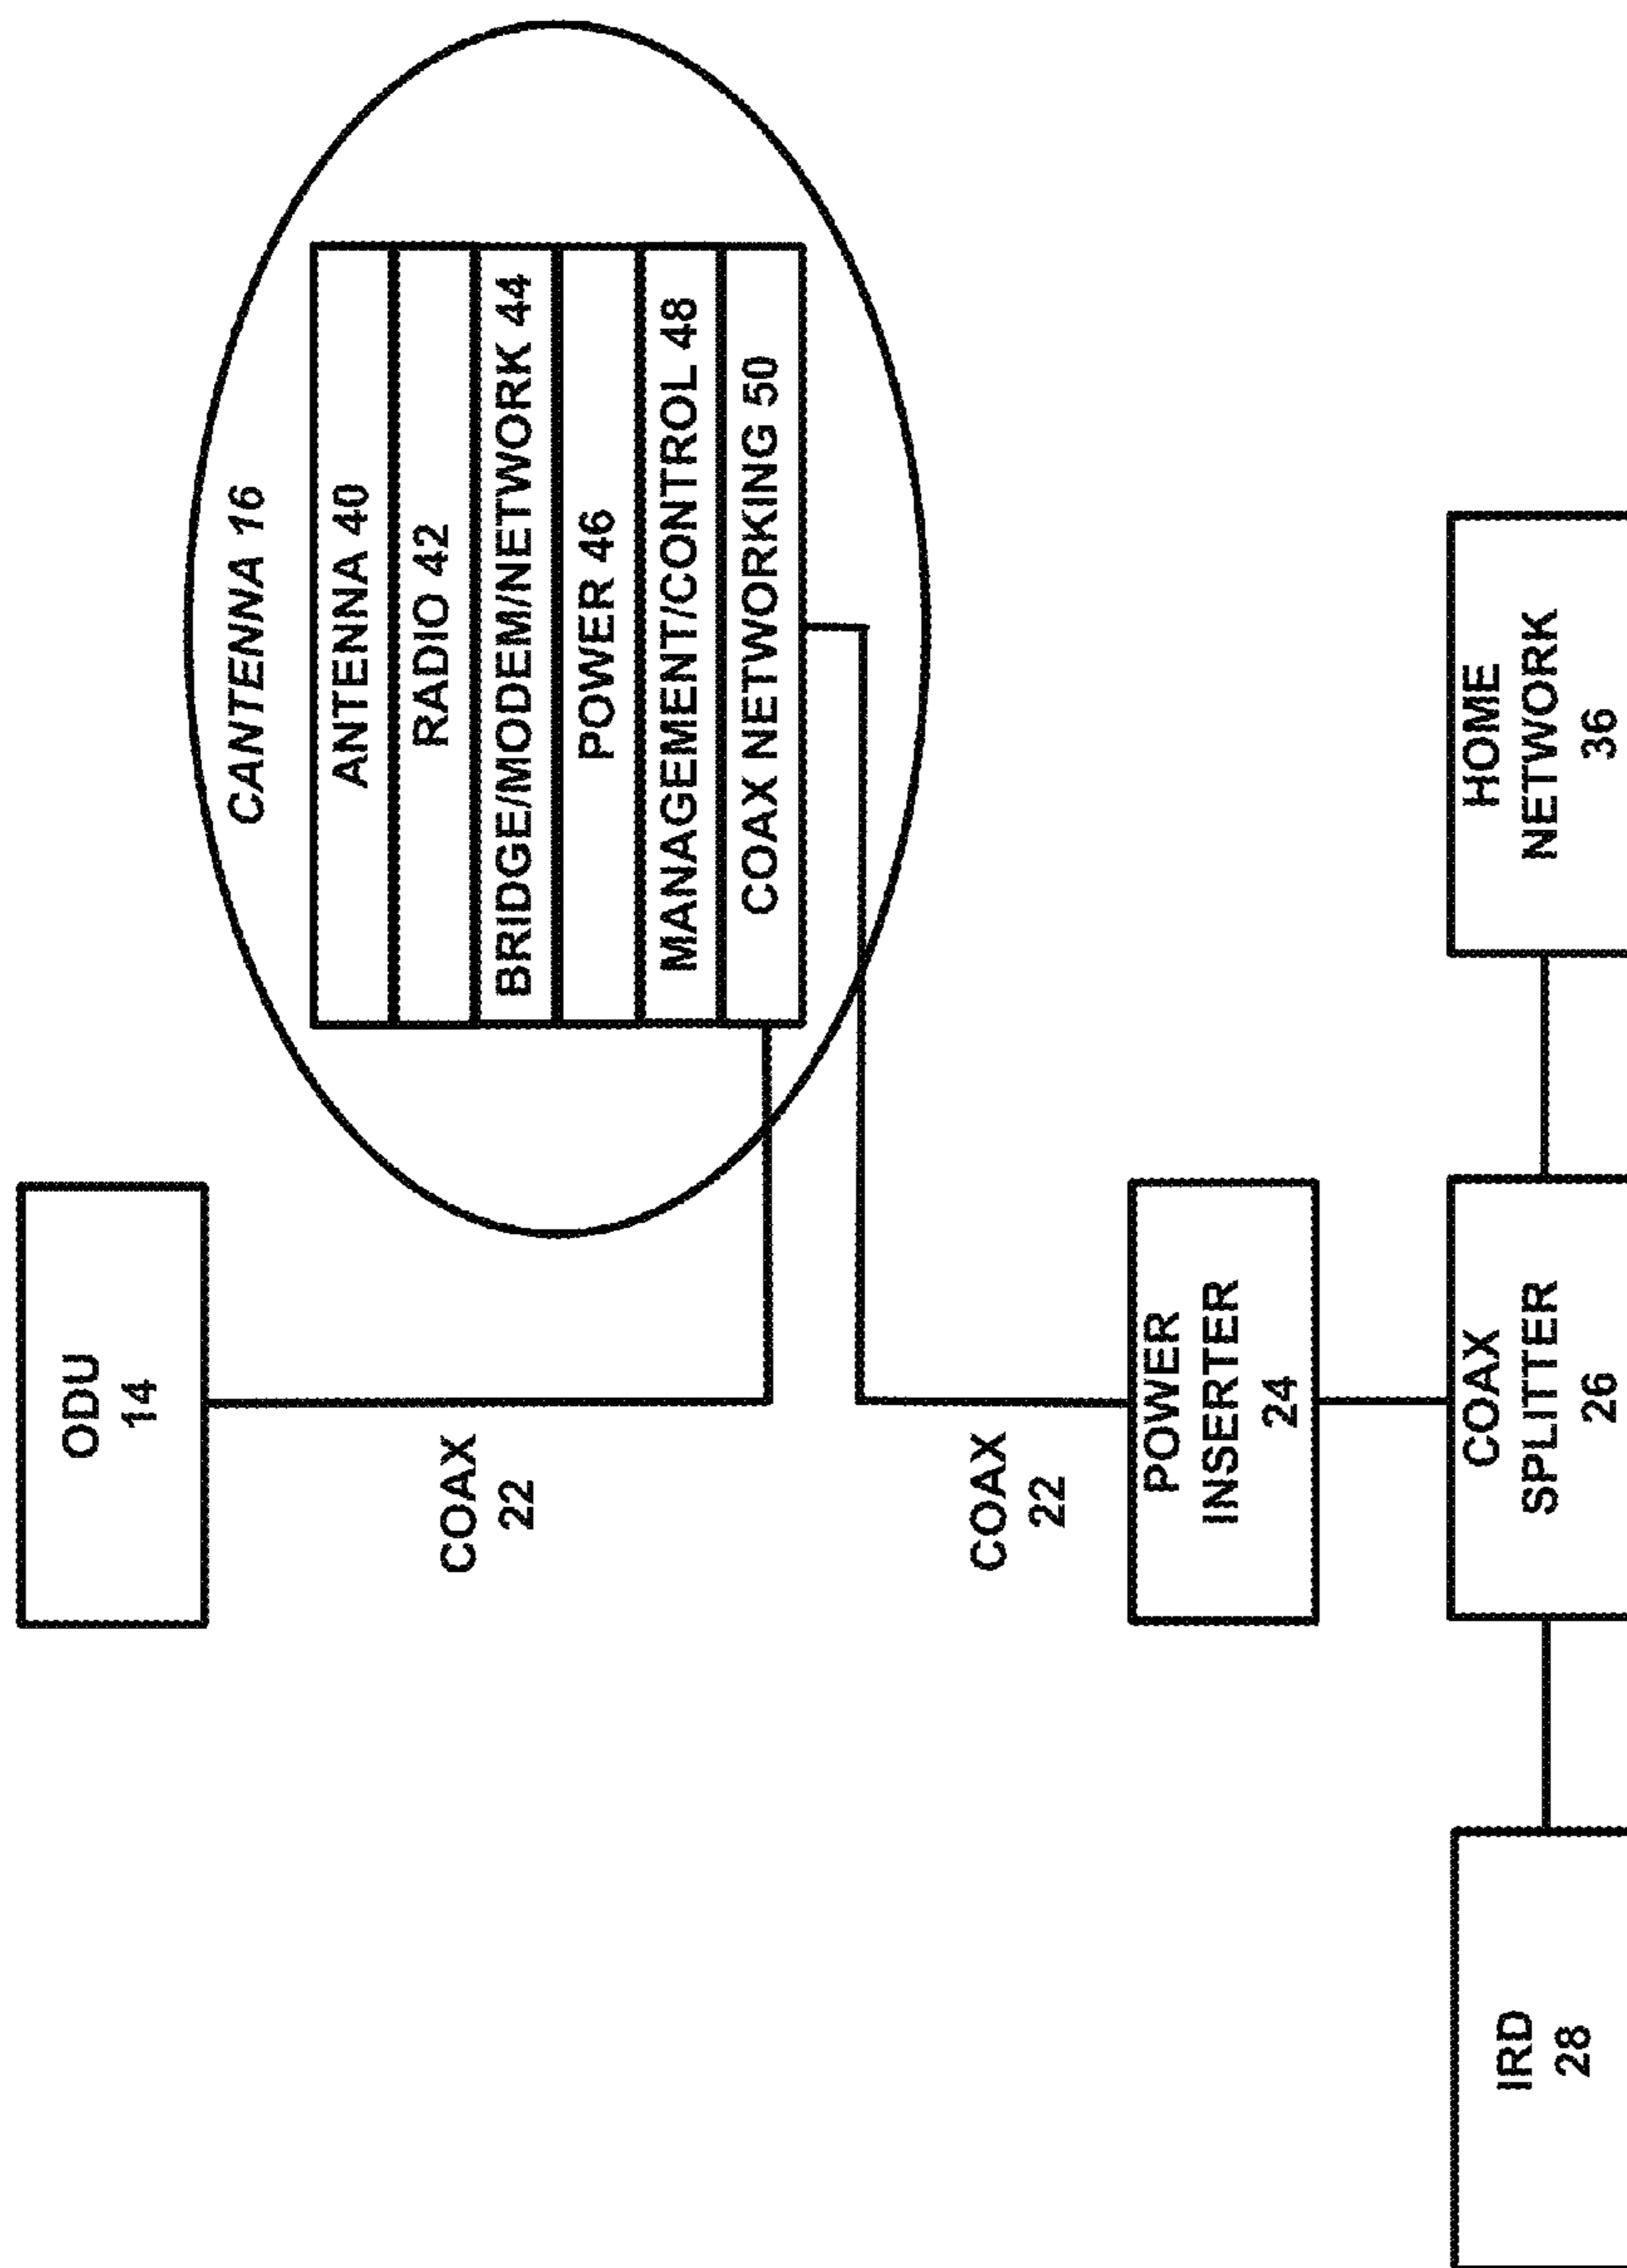 ODU
14
COAX
22
CANTENNA 16
ANTENNA 40
RADIO 42
BRIDGE/MODEM/NETWORK 44
POWER 46
MANAGEMENT/CONTROL 48
COAX NETWORKING 50
COAX
22
POWER
INSERTER
24
IRD
28
COAX
SPLITTER
26
HOME
NETWORK
36